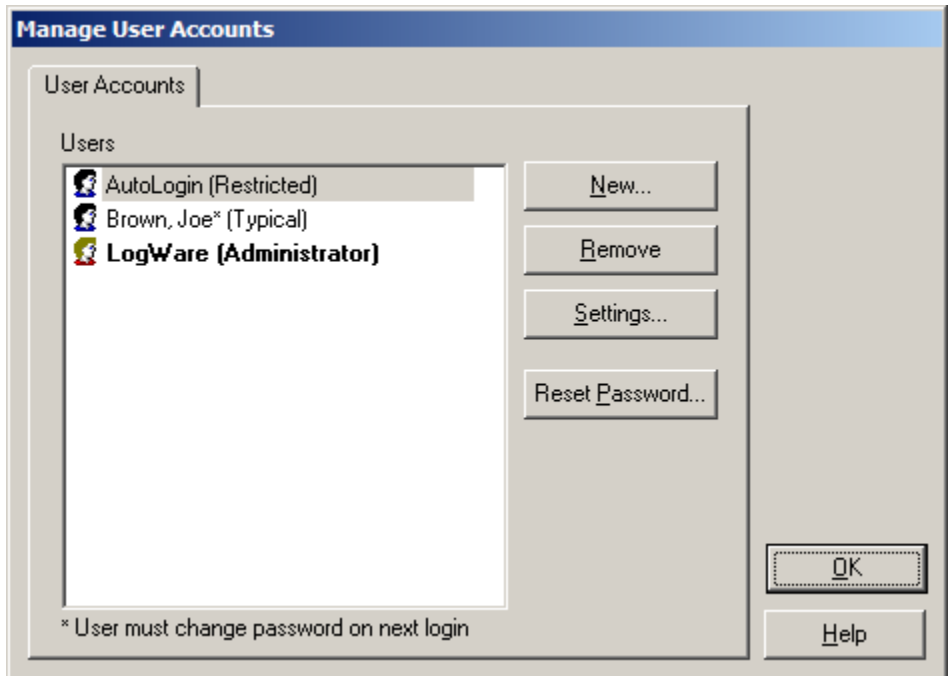 Manage User Accounts
User Accounts
Users
AutoLogin (Restricted)
Brown, Joe* (Typical)
LogWare (Administrator)
New...
Remove
Settings...
Reset Password...
* User must change password on next login
OK
Help